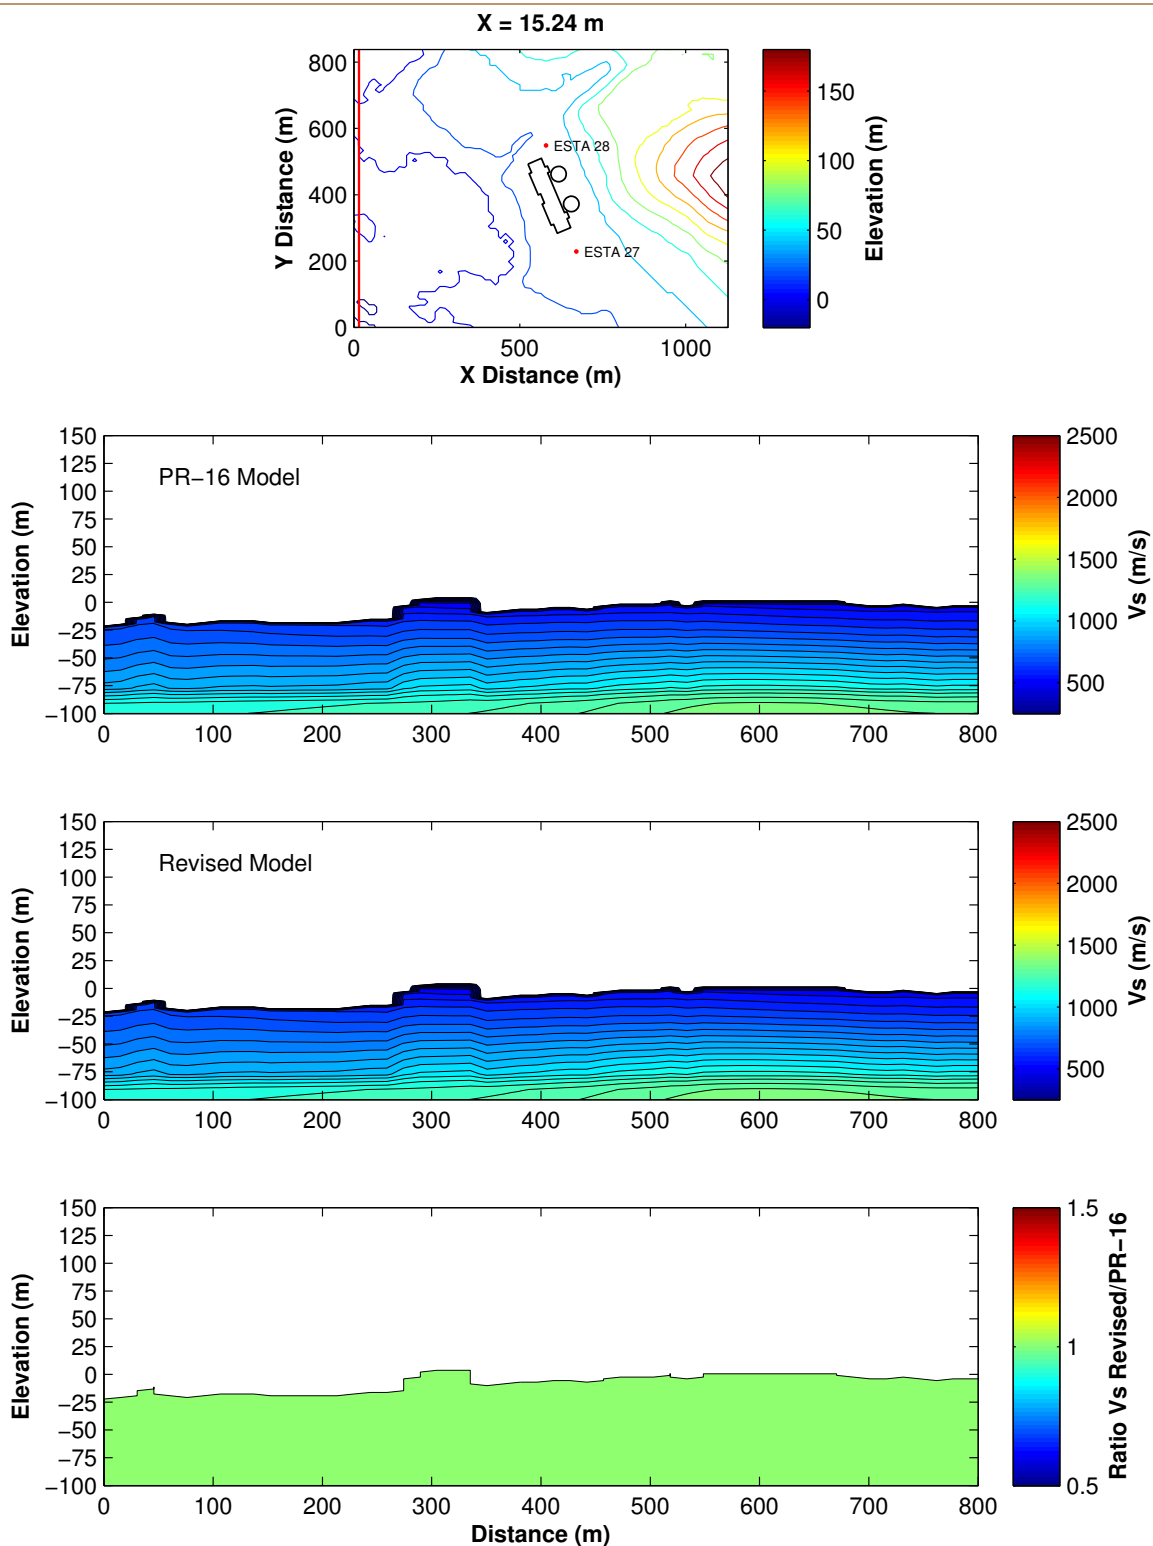 X = 15.24 m
800
600
400
200
0
Y Distance (m)
0 500 1000
X Distance (m)
ESTA 28
ESTA 27
150
100
50
0
Elevation (m)
150
125
100
75
50
25
0
−25
−50
−75
−100
Elevation (m)
PR−16 Model
0 100 200 300 400 500 600 700 800
2500
2000
1500
1000
500
Vs (m/s)
150
125
100
75
50
25
0
−25
−50
−75
−100
Elevation (m)
Revised Model
0 100 200 300 400 500 600 700 800
2500
2000
1500
1000
500
Vs (m/s)
150
125
100
75
50
25
0
−25
−50
−75
−100
Elevation (m)
0 100 200 300 400 500 600 700 800
Distance (m)
1.5
1
0.5
Ratio Vs Revised/PR−16